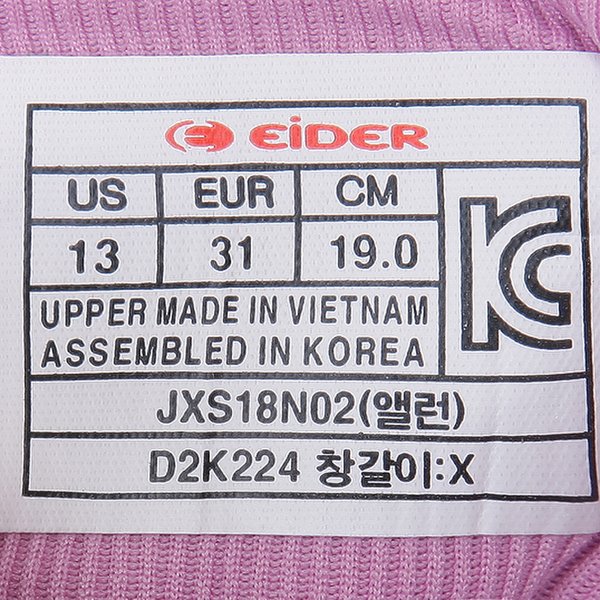 EiDER
US EUR CM
13 31 19.0
KC
UPPER MADE IN VIETNAM
ASSEMBLED IN KOREA
JXS18N02(앨런)
D2K224 창갈이:X